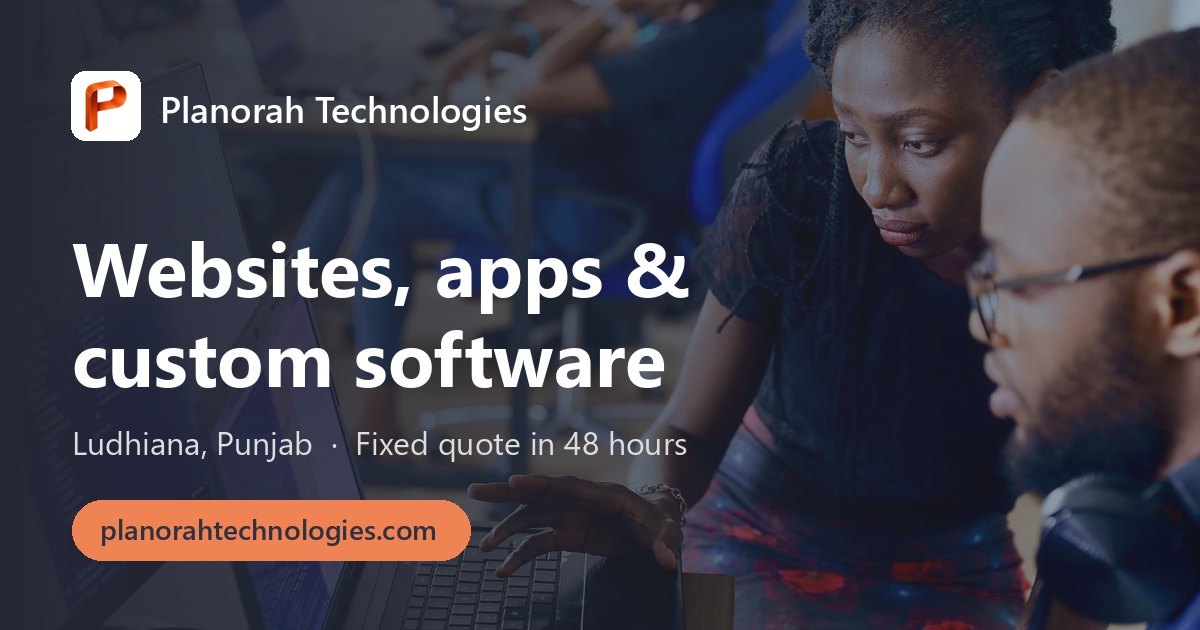 Planorah Technologies
Websites, apps &
custom software
Ludhiana, Punjab · Fixed quote in 48 hours
planorahtechnologies.com